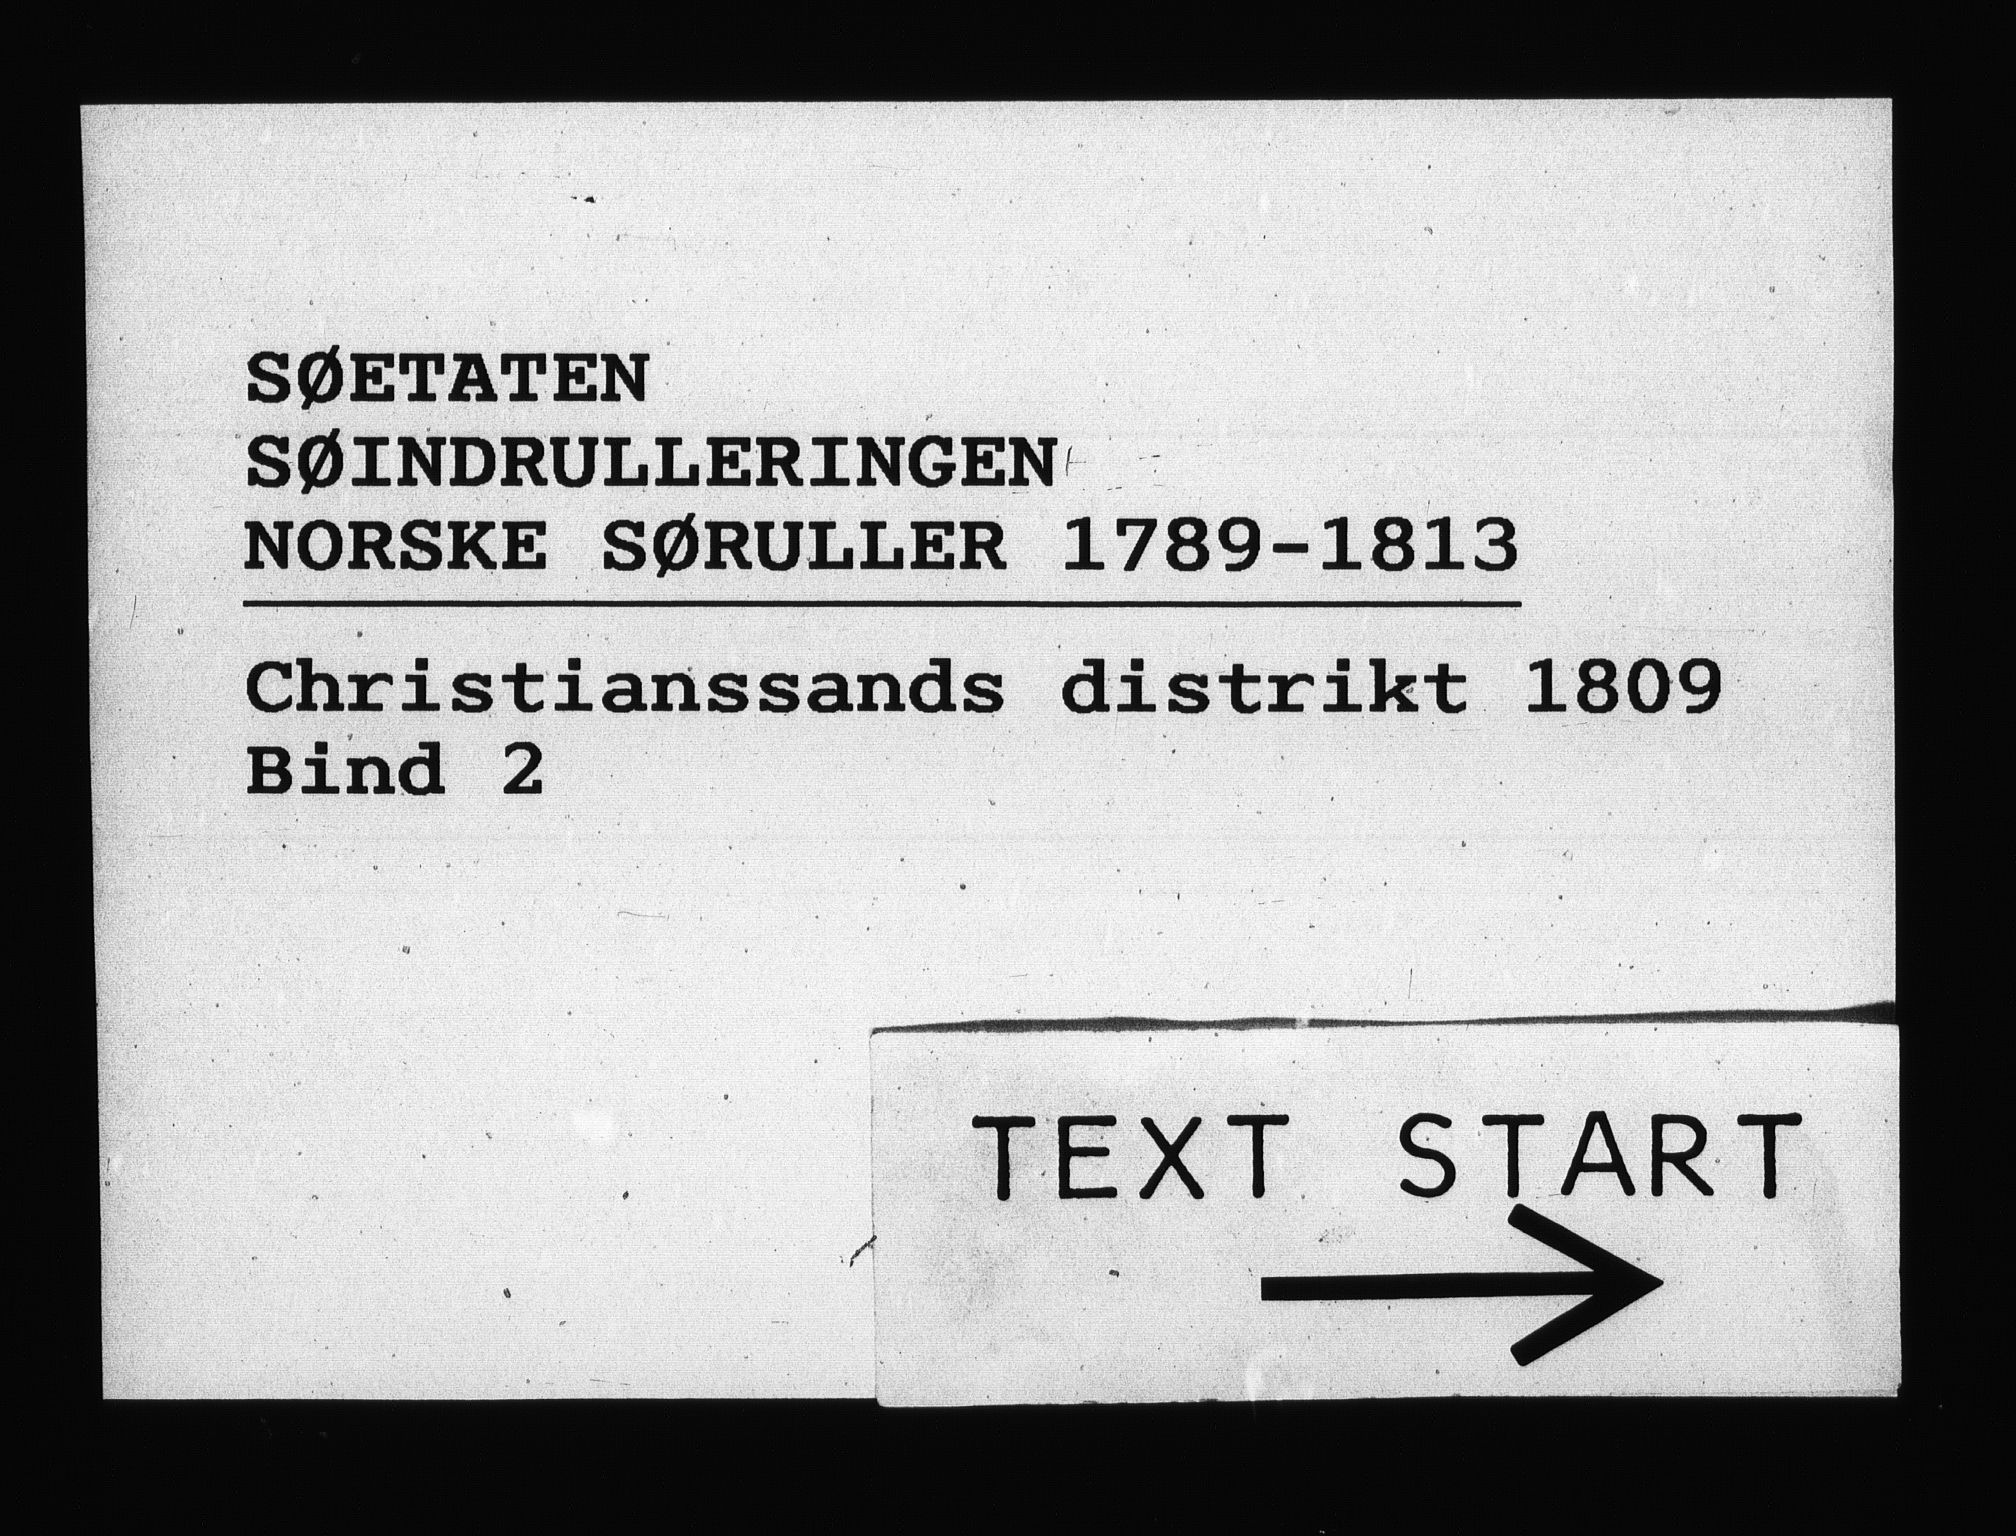 SØETATEN
SØINDRULLERINGEN
NORSKE SØRULLER 1789-1813
Christianssands distrikt 1809
Bind 2
TEXT START